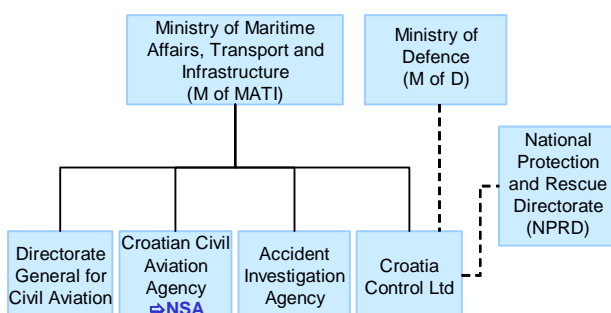 Ministry of Maritime
Affairs, Transport and
Infrastructure
(M of MATI)
Ministry of
Defence
(M of D)
National
Protection
and Rescue
Directorate
(NPRD)
Directorate
General for
Civil Aviation
Croatian Civil
Aviation
Agency
⇨NSA
Accident
Investigation
Agency
Croatia
Control Ltd